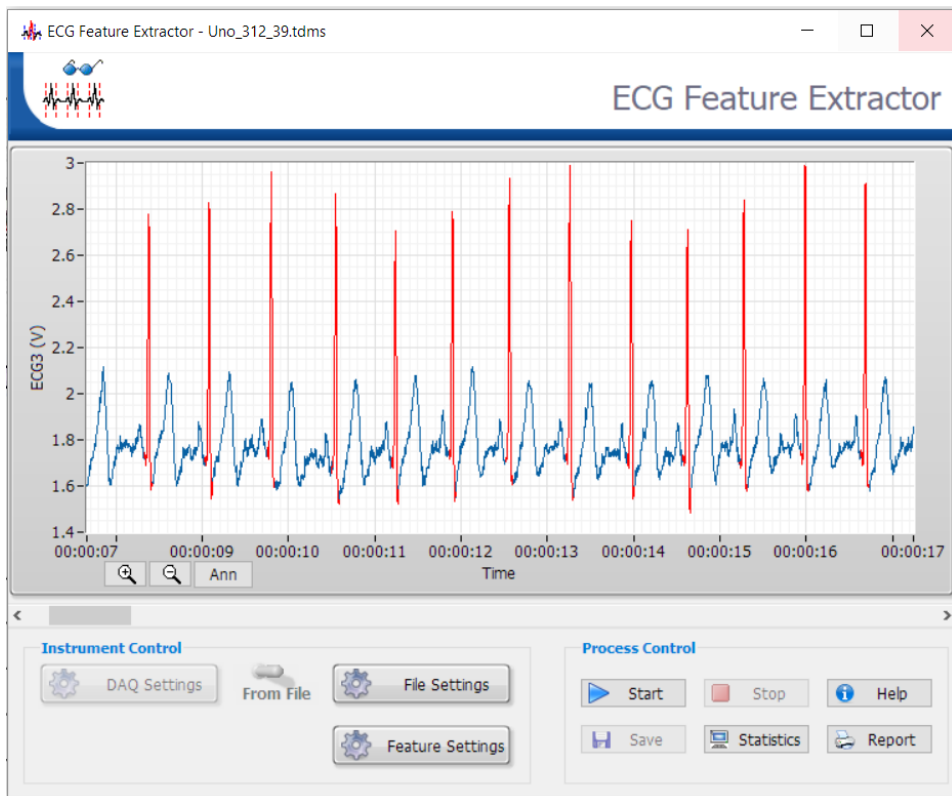 ECG Feature Extractor - Uno_312_39.tdms
ECG Feature Extractor
3
2.8
2.6
2.4
2.2
2
1.8
1.6
1.4
ECG3 (V)
00:00:07 00:00:09 00:00:10 00:00:11 00:00:12 00:00:13 00:00:14 00:00:15 00:00:16 00:00:17
Ann
Time
Instrument Control
DAQ Settings
From File
File Settings
Feature Settings
Process Control
Start
Stop
Help
Save
Statistics
Report